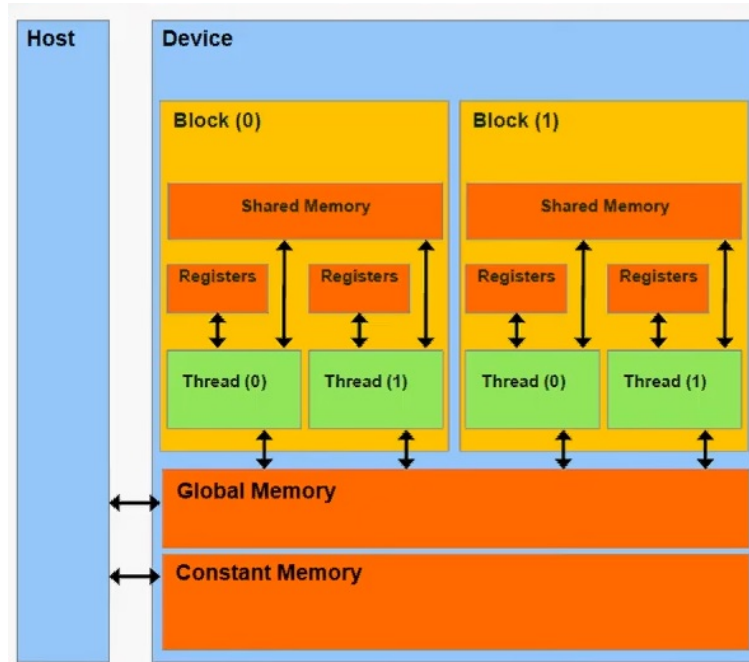 Host
Device
Block (0)
Block (1)
Shared Memory
Shared Memory
Registers
Registers
Registers
Registers
Thread (0)
Thread (1)
Thread (0)
Thread (1)
Global Memory
Constant Memory